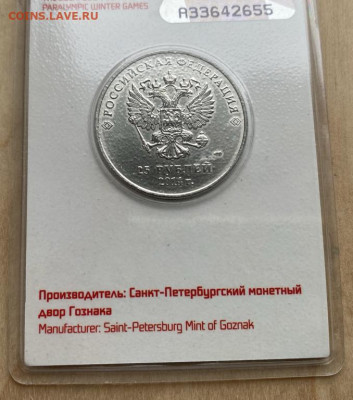 COINS.LAVE.RU
PARALYMPIC WINTER GAMES
A33642655
РОССИЙСКАЯ ФЕДЕРАЦИЯ
25 РУБЛЕЙ
Производитель: Санкт-Петербургский монетный
двор Гознака
Manufacturer: Saint-Petersburg Mint of Goznak